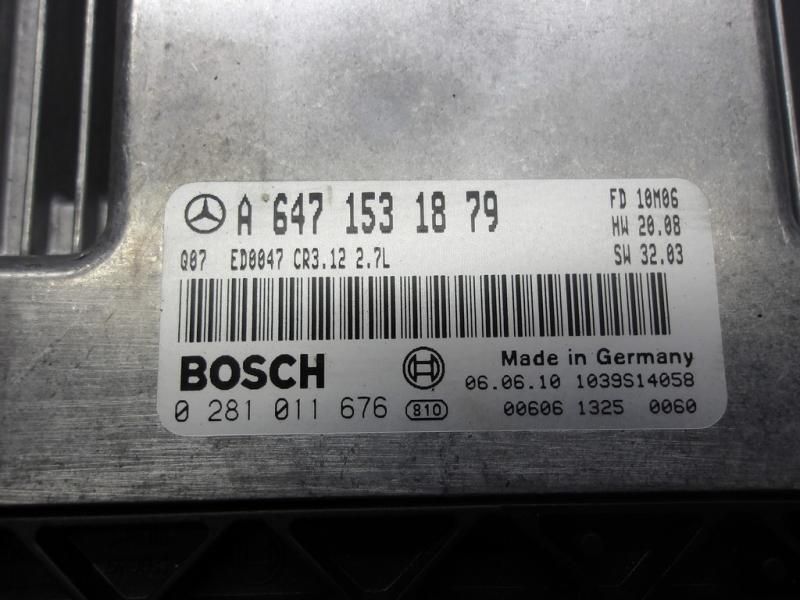 A 647 153 18 79
FD 10M06
HW 20.08
Q07 ED0047 CR3.12 2.7L
SW 32.03
BOSCH
Made in Germany
06.06.10 1039S14058
0 281 011 676 810
00606 1325 0060